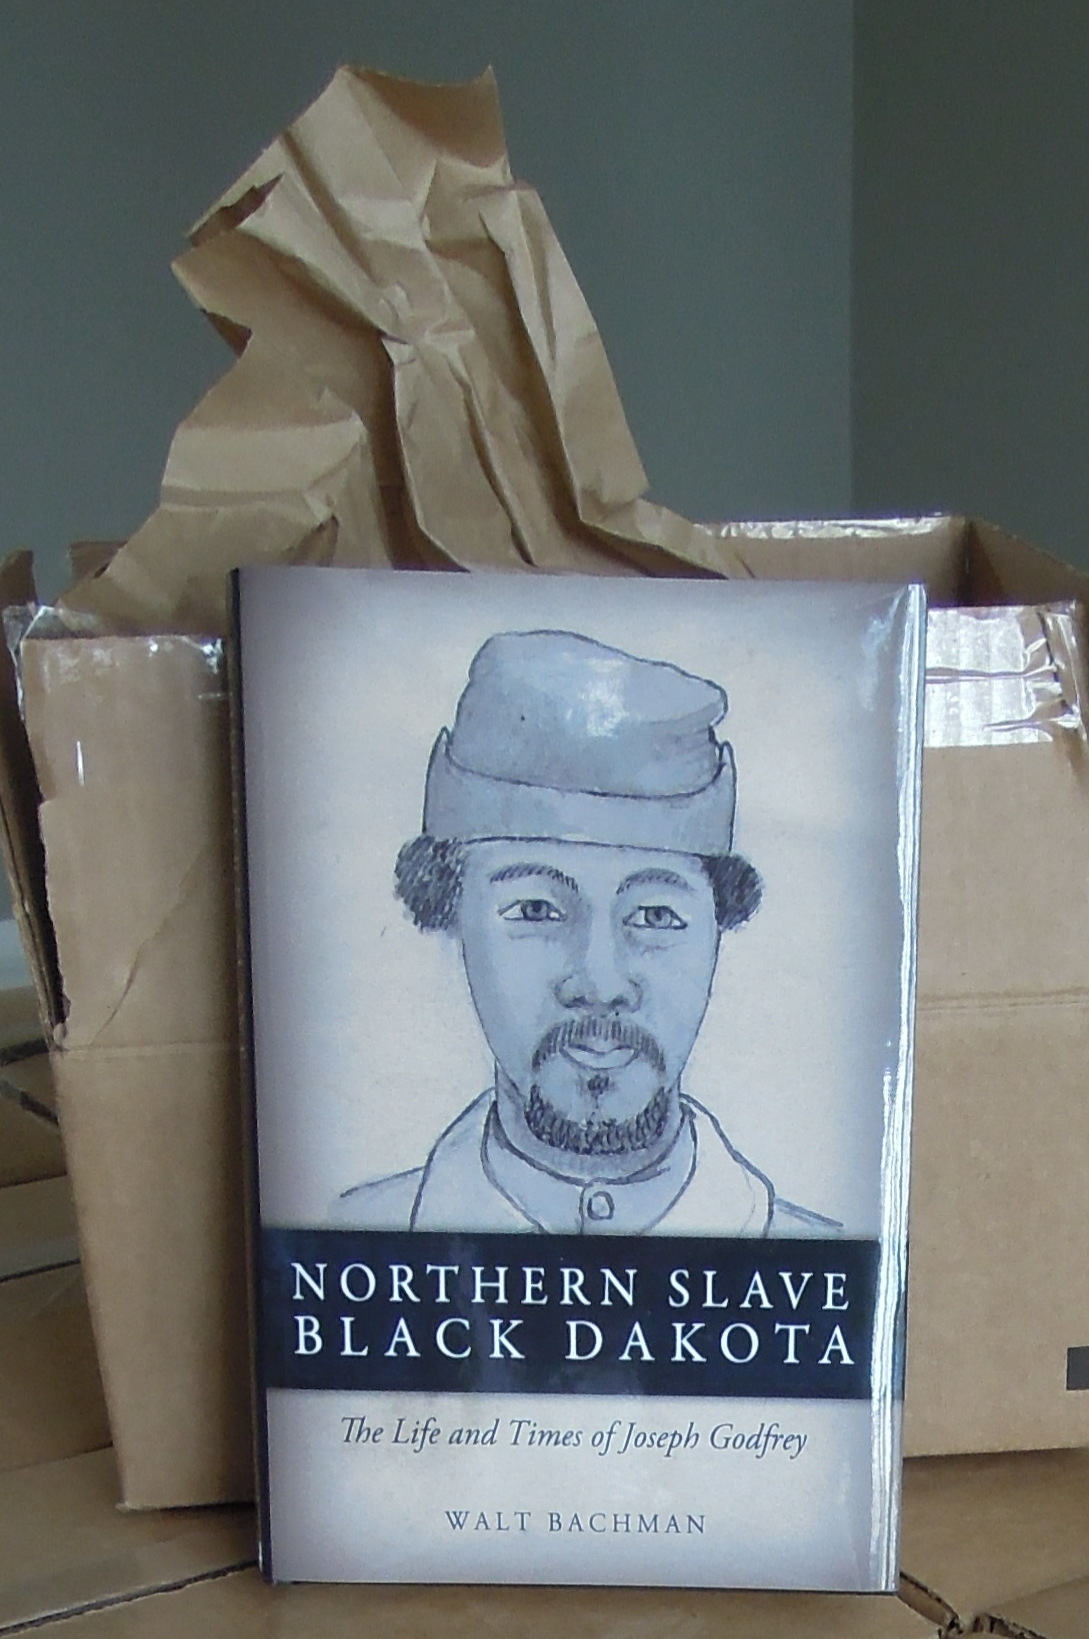 NORTHERN SLAVE
BLACK DAKOTA
The Life and Times of Joseph Godfrey
WALT BACHMAN